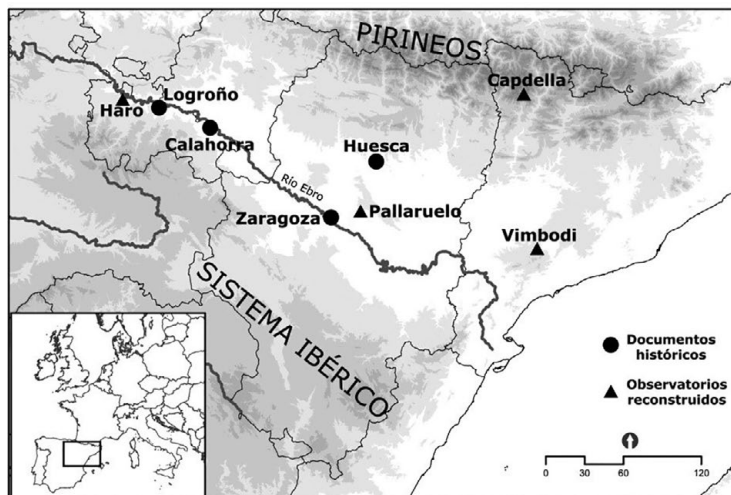 PIRINEOS
Capdella
Logroño
Haro
Calahorra
Huesca
Río Ebro
Zaragoza
Pallaruelo
Vimbodi
SISTEMA IBÉRICO
Documentos
históricos
Observatorios
reconstruidos
0 30 60 120